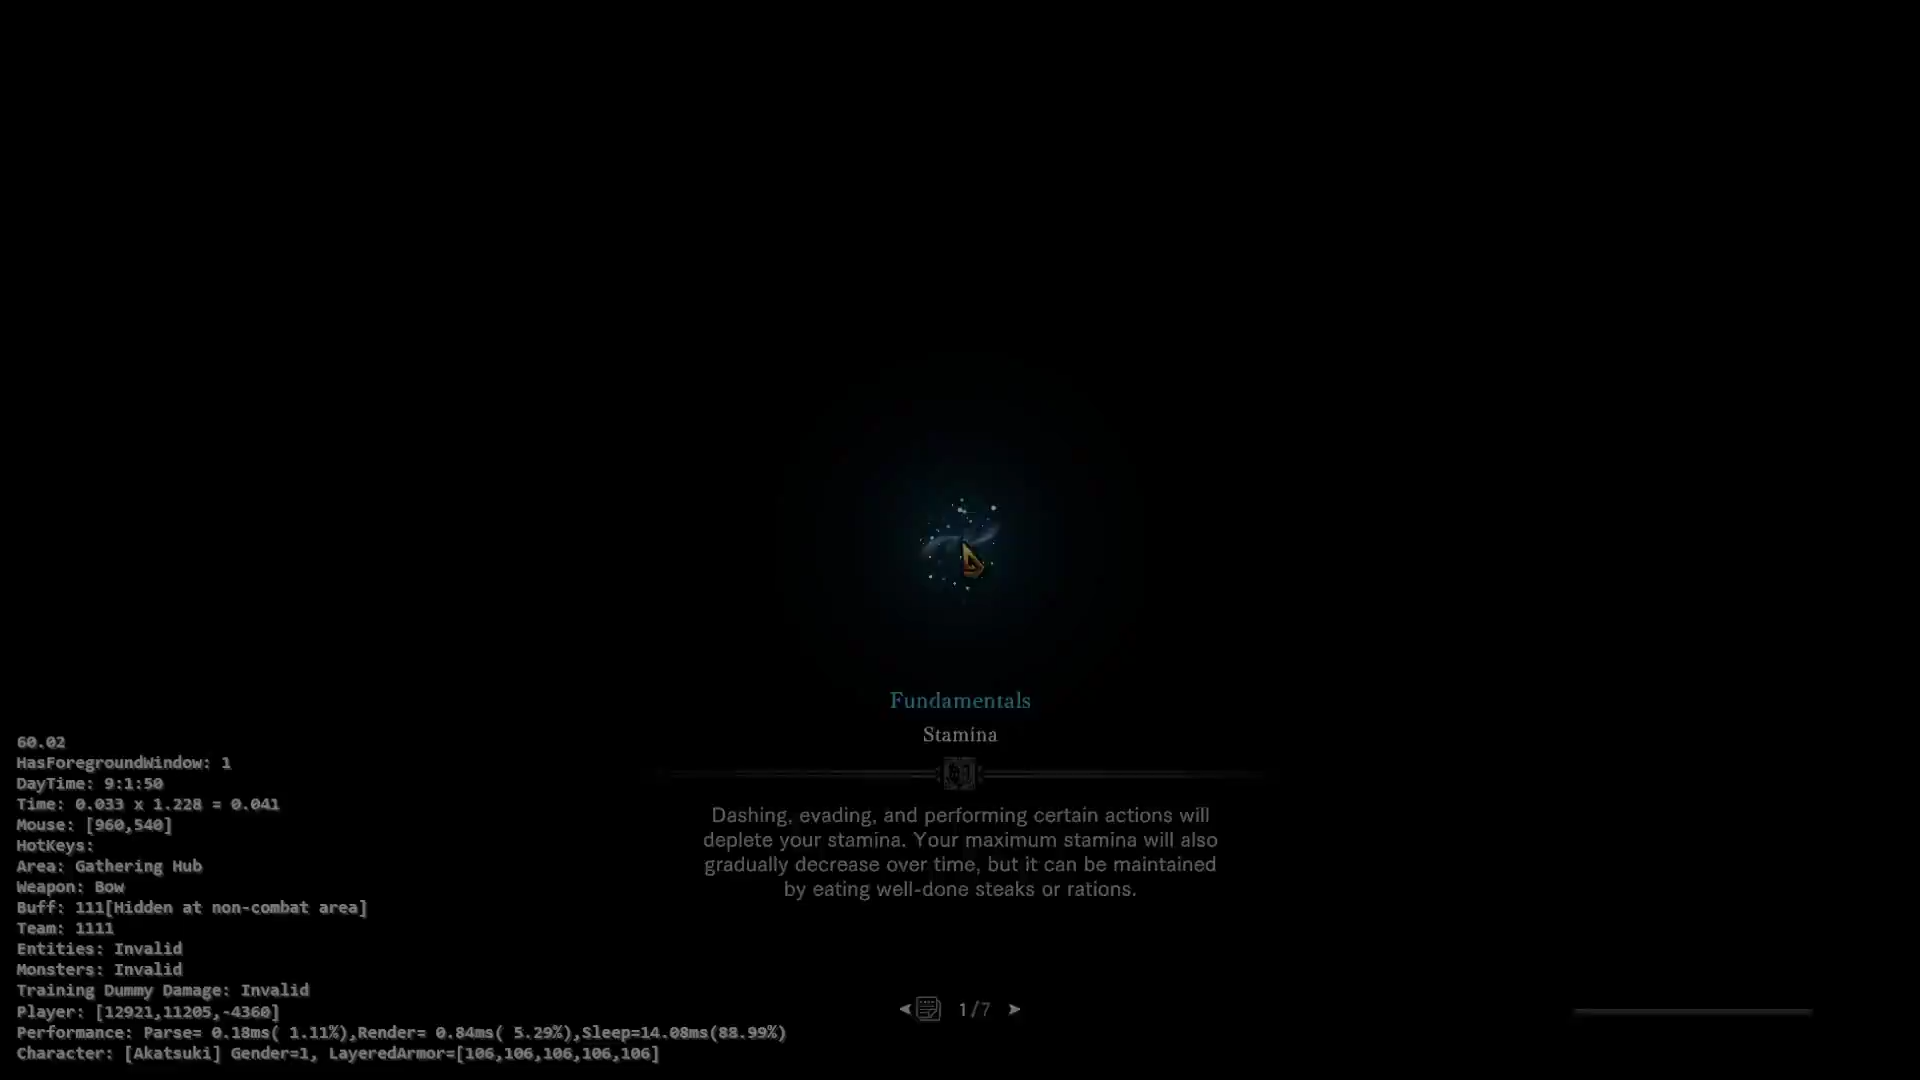 Fundamentals
Stamina
Dashing, evading, and performing certain actions will
deplete your stamina. Your maximum stamina will also
gradually decrease over time, but it can be maintained
by eating well-done steaks or rations.
1/7
60.02
HasForegroundWindow: 1
DayTime: 9:1:50
Time: 0.033 x 1.228 = 0.041
Mouse: [960,540]
HotKeys:
Area: Gathering Hub
Weapon: Bow
Buff: 111[Hidden at non-combat area]
Team: 1111
Entities: Invalid
Monsters: Invalid
Training Dummy Damage: Invalid
Player: [12921,11205,-4360]
Performance: Parse= 0.18ms( 1.11%),Render= 0.84ms( 5.29%),Sleep=14.08ms(88.99%)
Character: [Akatsuki] Gender=1, LayeredArmor=[106,106,106,106,106]